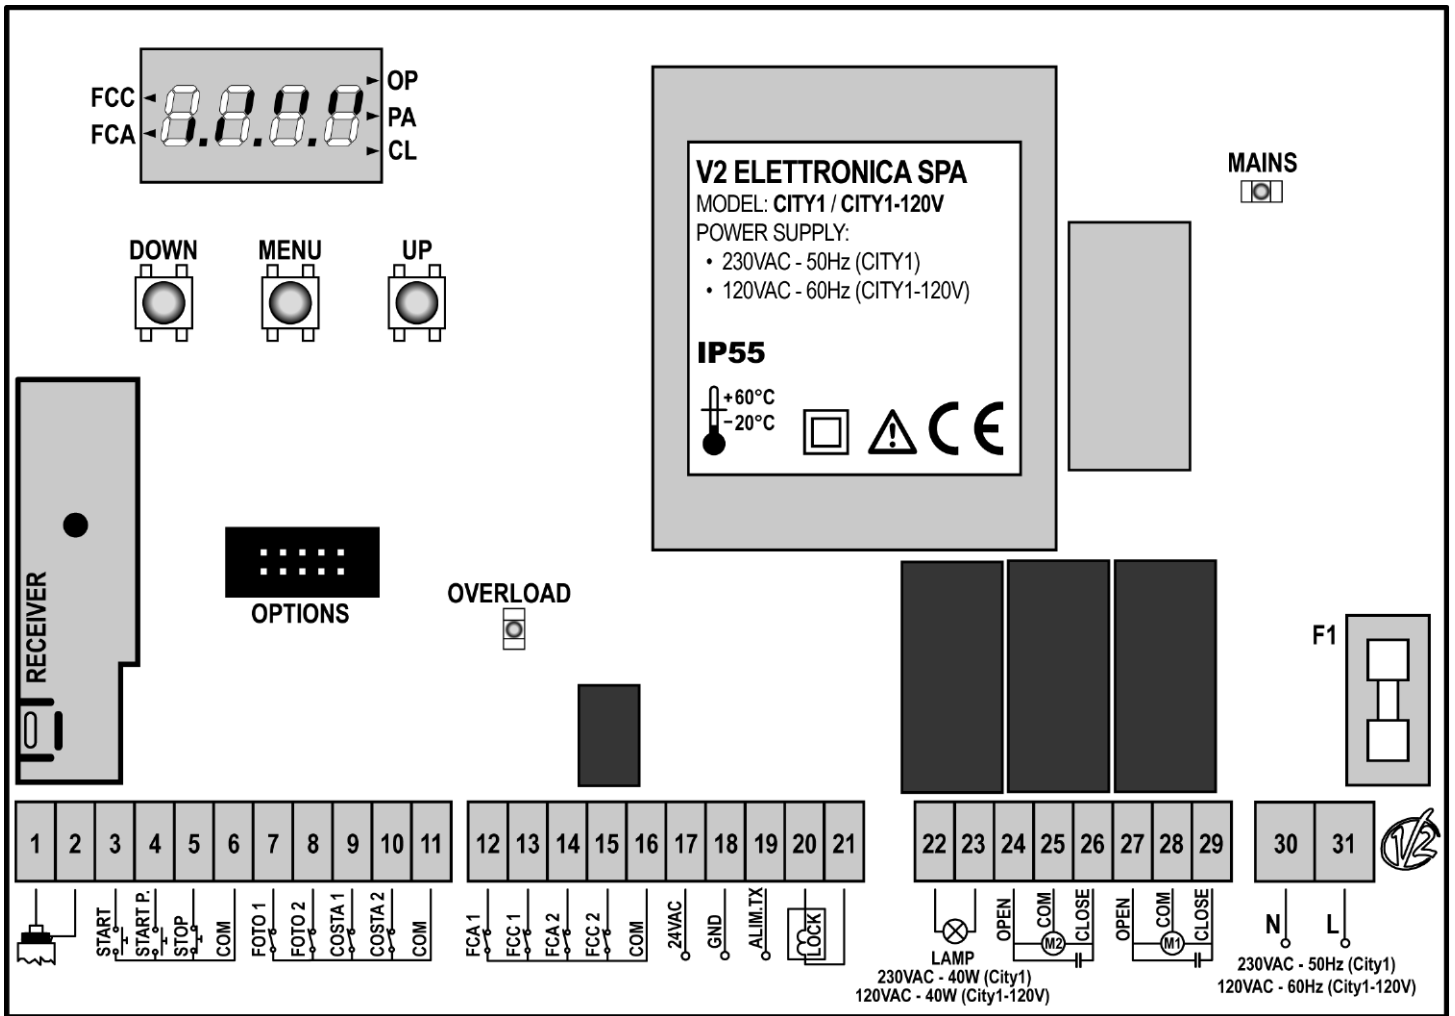 OP
FCC
PA
FCA
CL
DOWN MENU UP
V2 ELETTRONICA SPA
MODEL: CITY1 / CITY1-120V
POWER SUPPLY:
• 230VAC - 50Hz (CITY1)
• 120VAC - 60Hz (CITY1-120V)
IP55
+60°C
-20°C
CE
MAINS
RECEIVER
OPTIONS
OVERLOAD
F1
1 2 3 4 5 6 7 8 9 10 11
12 13 14 15 16 17 18 19 20 21
22 23 24 25 26 27 28 29
30 31
V2
START
START P.
STOP
COM
FOTO 1
FOTO 2
COSTA 1
COSTA 2
COM
FCA 1
FCC 1
FCA 2
FCC 2
COM
24VAC
GND
ALIM.TX
LOCK
LAMP
230VAC - 40W (City1)
120VAC - 40W (City1-120V)
OPEN
COM
CLOSE
M2
OPEN
COM
CLOSE
M1
N L
230VAC - 50Hz (City1)
120VAC - 60Hz (City1-120V)